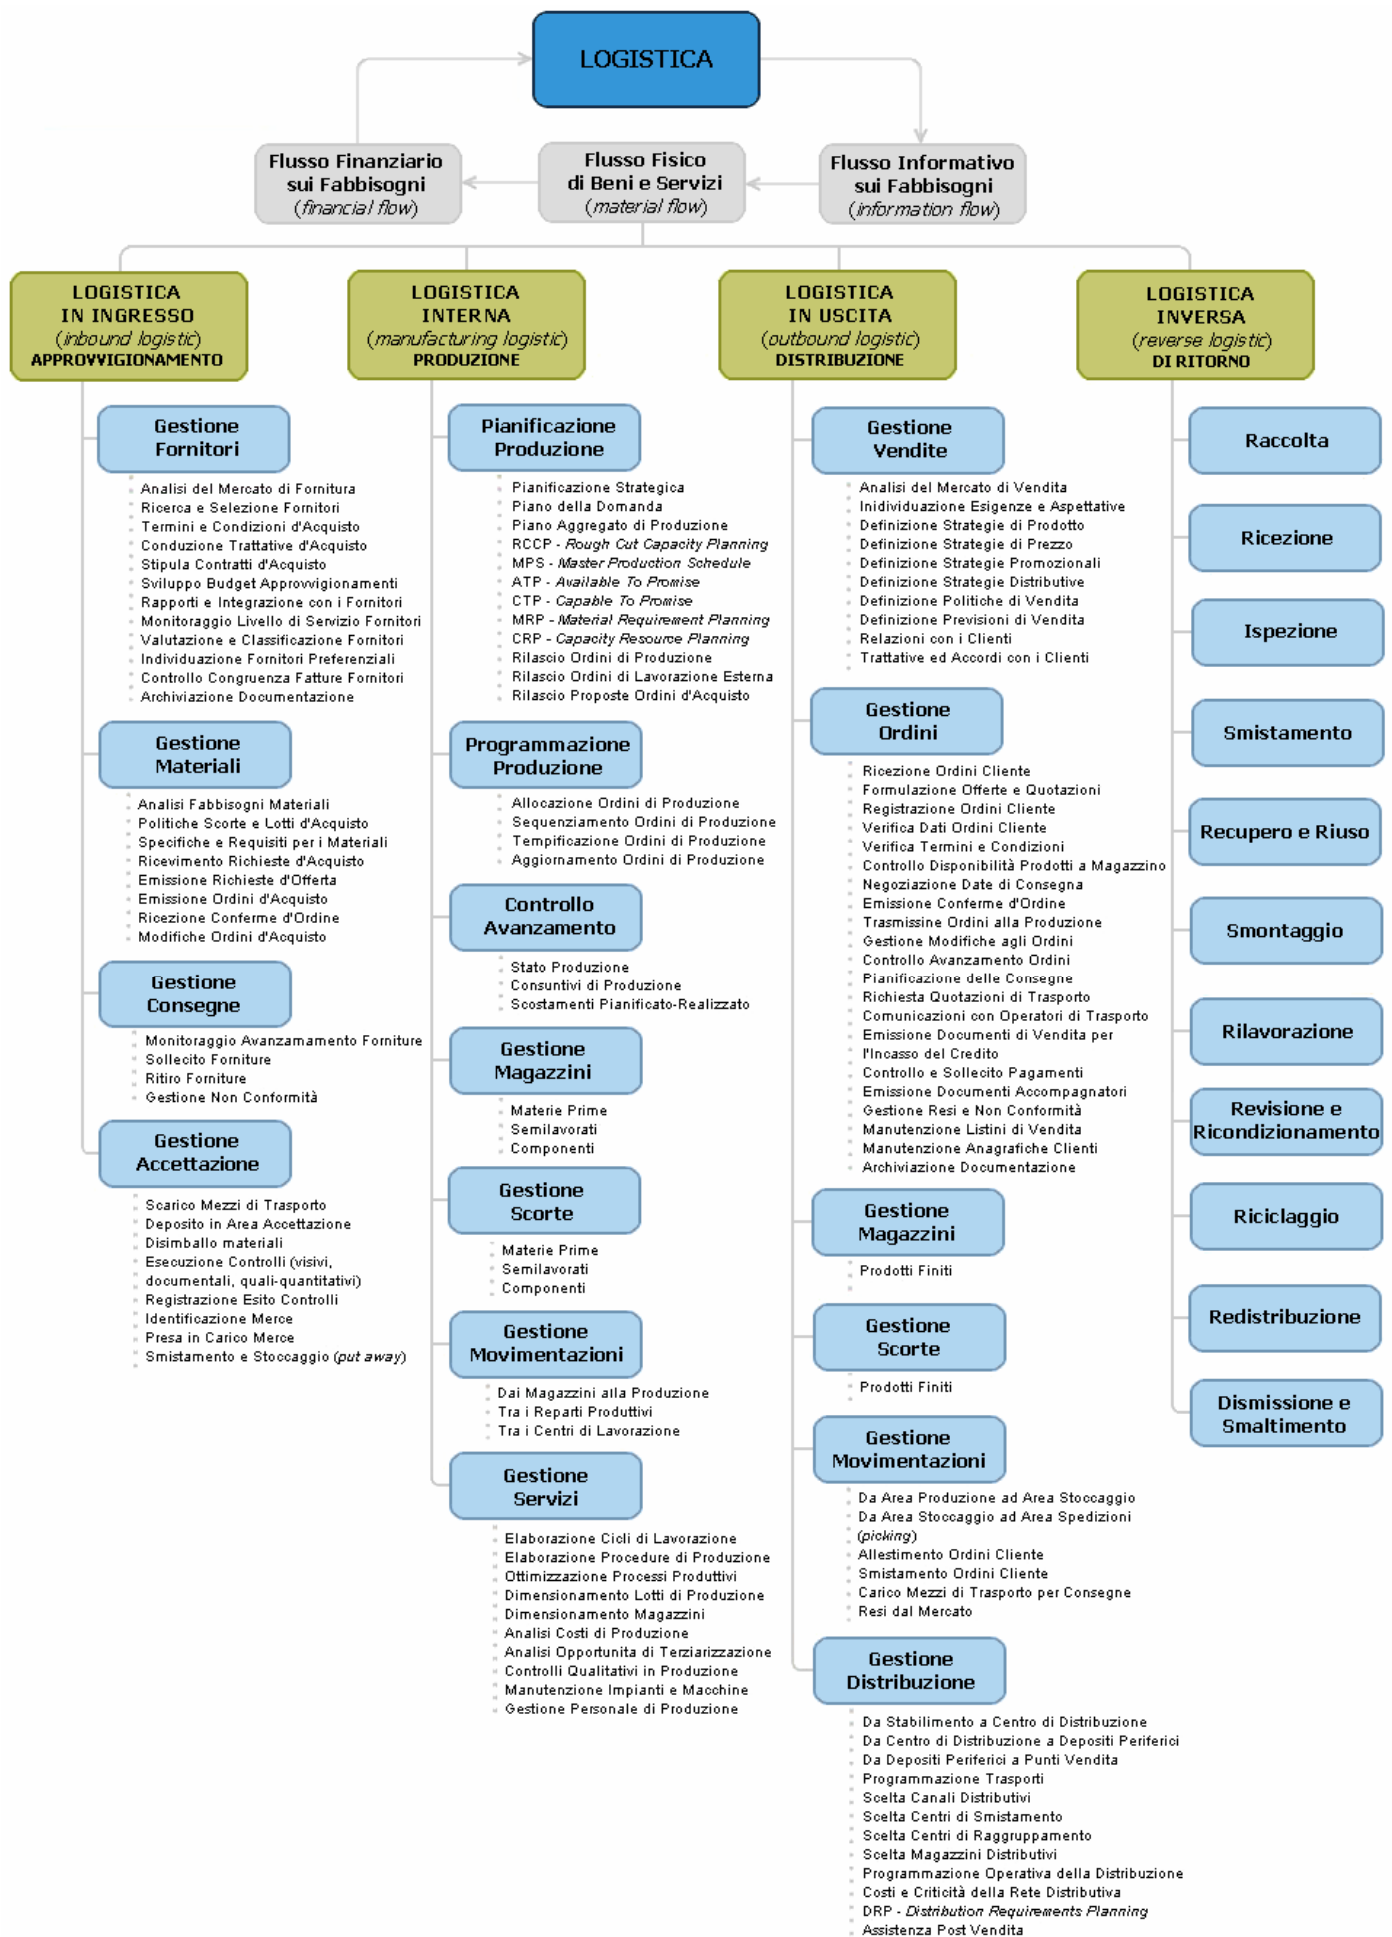 LOGISTICA
Flusso Finanziario
sui Fabbisogni
(financial flow)
Flusso Fisico
di Beni e Servizi
(material flow)
Flusso Informativo
sui Fabbisogni
(information flow)
LOGISTICA
IN INGRESSO
(inbound logistic)
APPROVVIGIONAMENTO
Gestione
Fornitori
Analisi del Mercato di Fornitura
Ricerca e Selezione Fornitori
Termini e Condizioni d'Acquisto
Conduzione Trattative d'Acquisto
Stipula Contratti d'Acquisto
Sviluppo Budget Approvvigionamenti
Rapporti e Integrazione con i Fornitori
Monitoraggio Livello di Servizio Fornitori
Valutazione e Classificazione Fornitori
Individuazione Fornitori Preferenziali
Controllo Congruenza Fatture Fornitori
Archiviazione Documentazione
Gestione
Materiali
Analisi Fabbisogni Materiali
Politiche Scorte e Lotti d'Acquisto
Specifiche e Requisiti per i Materiali
Ricevimento Richieste d'Acquisto
Emissione Richieste d'Offerta
Emissione Ordini d'Acquisto
Ricezione Conferme d'Ordine
Modifiche Ordini d'Acquisto
Gestione
Consegne
Monitoraggio Avanzamamento Forniture
Sollecito Forniture
Ritiro Forniture
Gestione Non Conformità
Gestione
Accettazione
Scarico Mezzi di Trasporto
Deposito in Area Accettazione
Disimballo materiali
Esecuzione Controlli (visivi,
documentali, quali-quantitativi)
Registrazione Esito Controlli
Identificazione Merce
Presa in Carico Merce
Smistamento e Stoccaggio (put away)
LOGISTICA
INTERNA
(manufacturing logistic)
PRODUZIONE
Pianificazione
Produzione
Pianificazione Strategica
Piano della Domanda
Piano Aggregato di Produzione
RCCP - Rough Cut Capacity Planning
MPS - Master Production Schedule
ATP - Available To Promise
CTP - Capable To Promise
MRP - Material Requirement Planning
CRP - Capacity Resource Planning
Rilascio Ordini di Produzione
Rilascio Ordini di Lavorazione Esterna
Rilascio Proposte Ordini d'Acquisto
Programmazione
Produzione
Allocazione Ordini di Produzione
Sequenziamento Ordini di Produzione
Tempificazione Ordini di Produzione
Aggiornamento Ordini di Produzione
Controllo
Avanzamento
Stato Produzione
Consuntivi di Produzione
Scostamenti Pianificato-Realizzato
Gestione
Magazzini
Materie Prime
Semilavorati
Componenti
Gestione
Scorte
Materie Prime
Semilavorati
Componenti
Gestione
Movimentazioni
Dai Magazzini alla Produzione
Tra i Reparti Produttivi
Tra i Centri di Lavorazione
Gestione
Servizi
Elaborazione Cicli di Lavorazione
Elaborazione Procedure di Produzione
Ottimizzazione Processi Produttivi
Dimensionamento Lotti di Produzione
Dimensionamento Magazzini
Analisi Costi di Produzione
Analisi Opportunita di Terziarizzazione
Controlli Qualitativi in Produzione
Manutenzione Impianti e Macchine
Gestione Personale di Produzione
LOGISTICA
IN USCITA
(outbound logistic)
DISTRIBUZIONE
Gestione
Vendite
Analisi del Mercato di Vendita
Inidividuazione Esigenze e Aspettative
Definizione Strategie di Prodotto
Definizione Strategie di Prezzo
Definizione Strategie Promozionali
Definizione Strategie Distributive
Definizione Politiche di Vendita
Definizione Previsioni di Vendita
Relazioni con i Clienti
Trattative ed Accordi con i Clienti
Gestione
Ordini
Ricezione Ordini Cliente
Formulazione Offerte e Quotazioni
Registrazione Ordini Cliente
Verifica Dati Ordini Cliente
Verifica Termini e Condizioni
Controllo Disponibilità Prodotti a Magazzino
Negoziazione Date di Consegna
Emissione Conferme d'Ordine
Trasmissine Ordini alla Produzione
Gestione Modifiche agli Ordini
Controllo Avanzamento Ordini
Pianificazione delle Consegne
Richiesta Quotazioni di Trasporto
Comunicazioni con Operatori di Trasporto
Emissione Documenti di Vendita per
l'Incasso del Credito
Controllo e Sollecito Pagamenti
Emissione Documenti Accompagnatori
Gestione Resi e Non Conformità
Manutenzione Listini di Vendita
Manutenzione Anagrafiche Clienti
Archiviazione Documentazione
Gestione
Magazzini
Prodotti Finiti
Gestione
Scorte
Prodotti Finiti
Gestione
Movimentazioni
Da Area Produzione ad Area Stoccaggio
Da Area Stoccaggio ad Area Spedizioni
(picking)
Allestimento Ordini Cliente
Smistamento Ordini Cliente
Carico Mezzi di Trasporto per Consegne
Resi dal Mercato
Gestione
Distribuzione
Da Stabilimento a Centro di Distribuzione
Da Centro di Distribuzione a Depositi Periferici
Da Depositi Periferici a Punti Vendita
Programmazione Trasporti
Scelta Canali Distributivi
Scelta Centri di Smistamento
Scelta Centri di Raggruppamento
Scelta Magazzini Distributivi
Programmazione Operativa della Distribuzione
Costi e Criticità della Rete Distributiva
DRP - Distribution Requirements Planning
Assistenza Post Vendita
LOGISTICA
INVERSA
(reverse logistic)
DI RITORNO
Raccolta
Ricezione
Ispezione
Smistamento
Recupero e Riuso
Smontaggio
Rilavorazione
Revisione e
Ricondizionamento
Riciclaggio
Redistribuzione
Dismissione e
Smaltimento